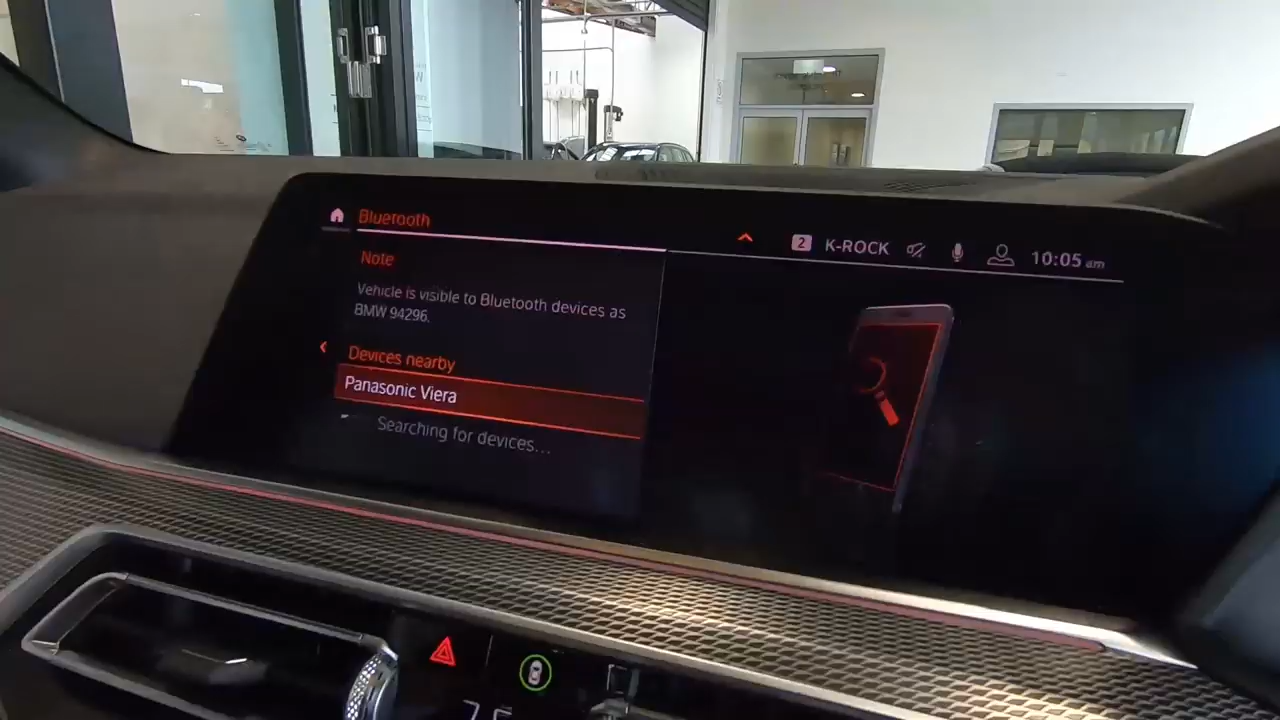 Bluetooth
2 K-ROCK 10:05 am
Note
Vehicle is visible to Bluetooth devices as
BMW 94296.
Devices nearby
Panasonic Viera
Searching for devices...